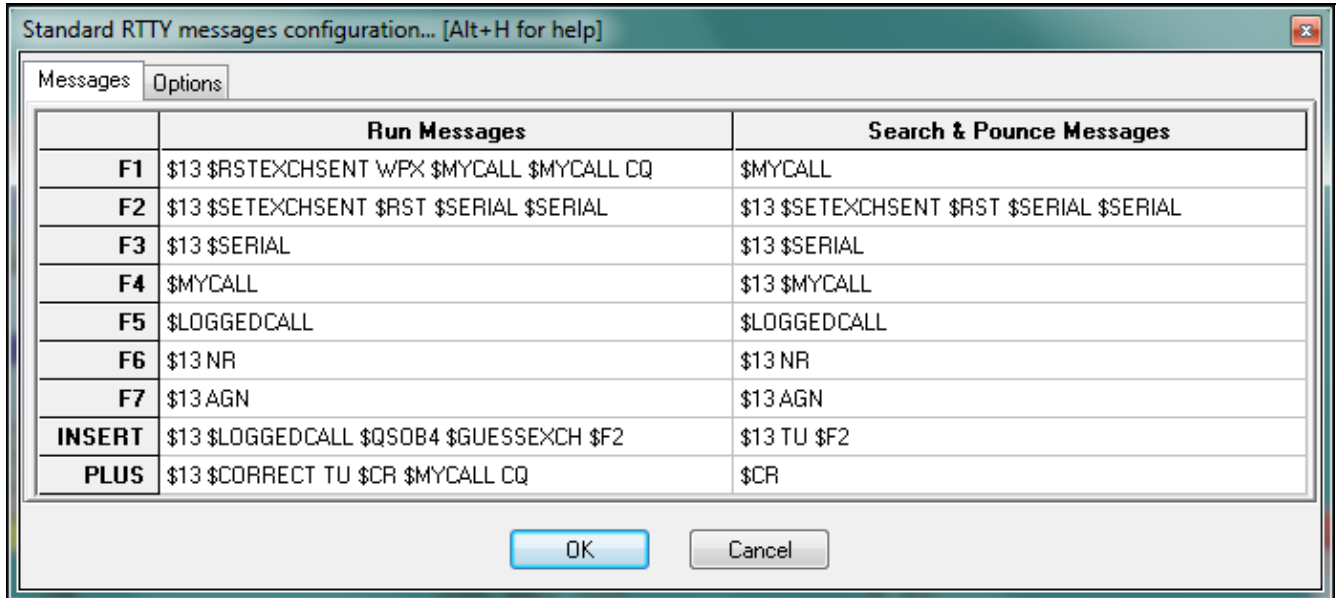 Standard RTTY messages configuration... [Alt+H for help]
Messages Options
Run Messages Search & Pounce Messages
F1 $13 $RSTEXCHSENT WPX $MYCALL $MYCALL CQ $MYCALL
F2 $13 $SETEXCHSENT $RST $SERIAL $SERIAL $13 $SETEXCHSENT $RST $SERIAL $SERIAL
F3 $13 $SERIAL $13 $SERIAL
F4 $MYCALL $13 $MYCALL
F5 $LOGGEDCALL $LOGGEDCALL
F6 $13 NR $13 NR
F7 $13 AGN $13 AGN
INSERT $13 $LOGGEDCALL $QSOB4 $GUESSEXCH $F2 $13 TU $F2
PLUS $13 $CORRECT TU $CR $MYCALL CQ $CR
OK Cancel